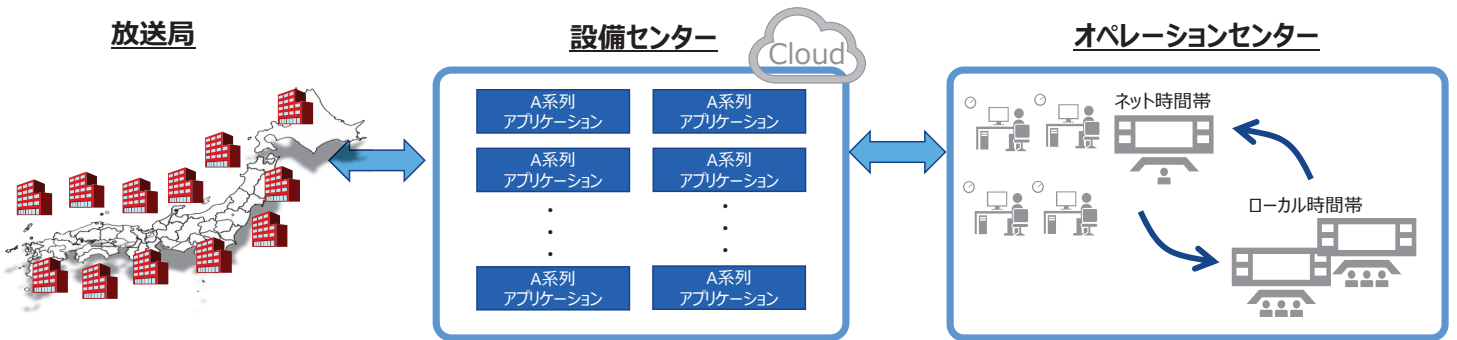 放送局
設備センター
Cloud
オペレーションセンター
A系列
アプリケーション
A系列
アプリケーション
A系列
アプリケーション
A系列
アプリケーション
・
・
・
・
・
・
A系列
アプリケーション
A系列
アプリケーション
ネット時間帯
ローカル時間帯